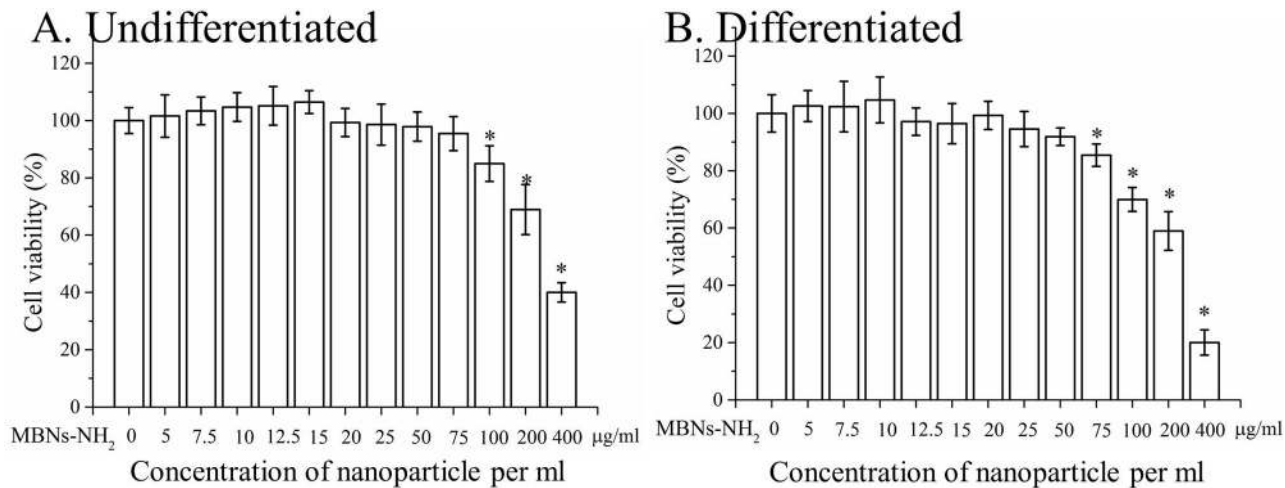 A. Undifferentiated
120
100
80
60
40
20
0
Cell viability (%)
*
*
*
MBNs-NH₂ 0 5 7.5 10 12.5 15 20 25 50 75 100 200 400 μg/ml
Concentration of nanoparticle per ml
B. Differentiated
120
100
80
60
40
20
0
Cell viability (%)
*
*
*
*
MBNs-NH₂ 0 5 7.5 10 12.5 15 20 25 50 75 100 200 400 μg/ml
Concentration of nanoparticle per ml